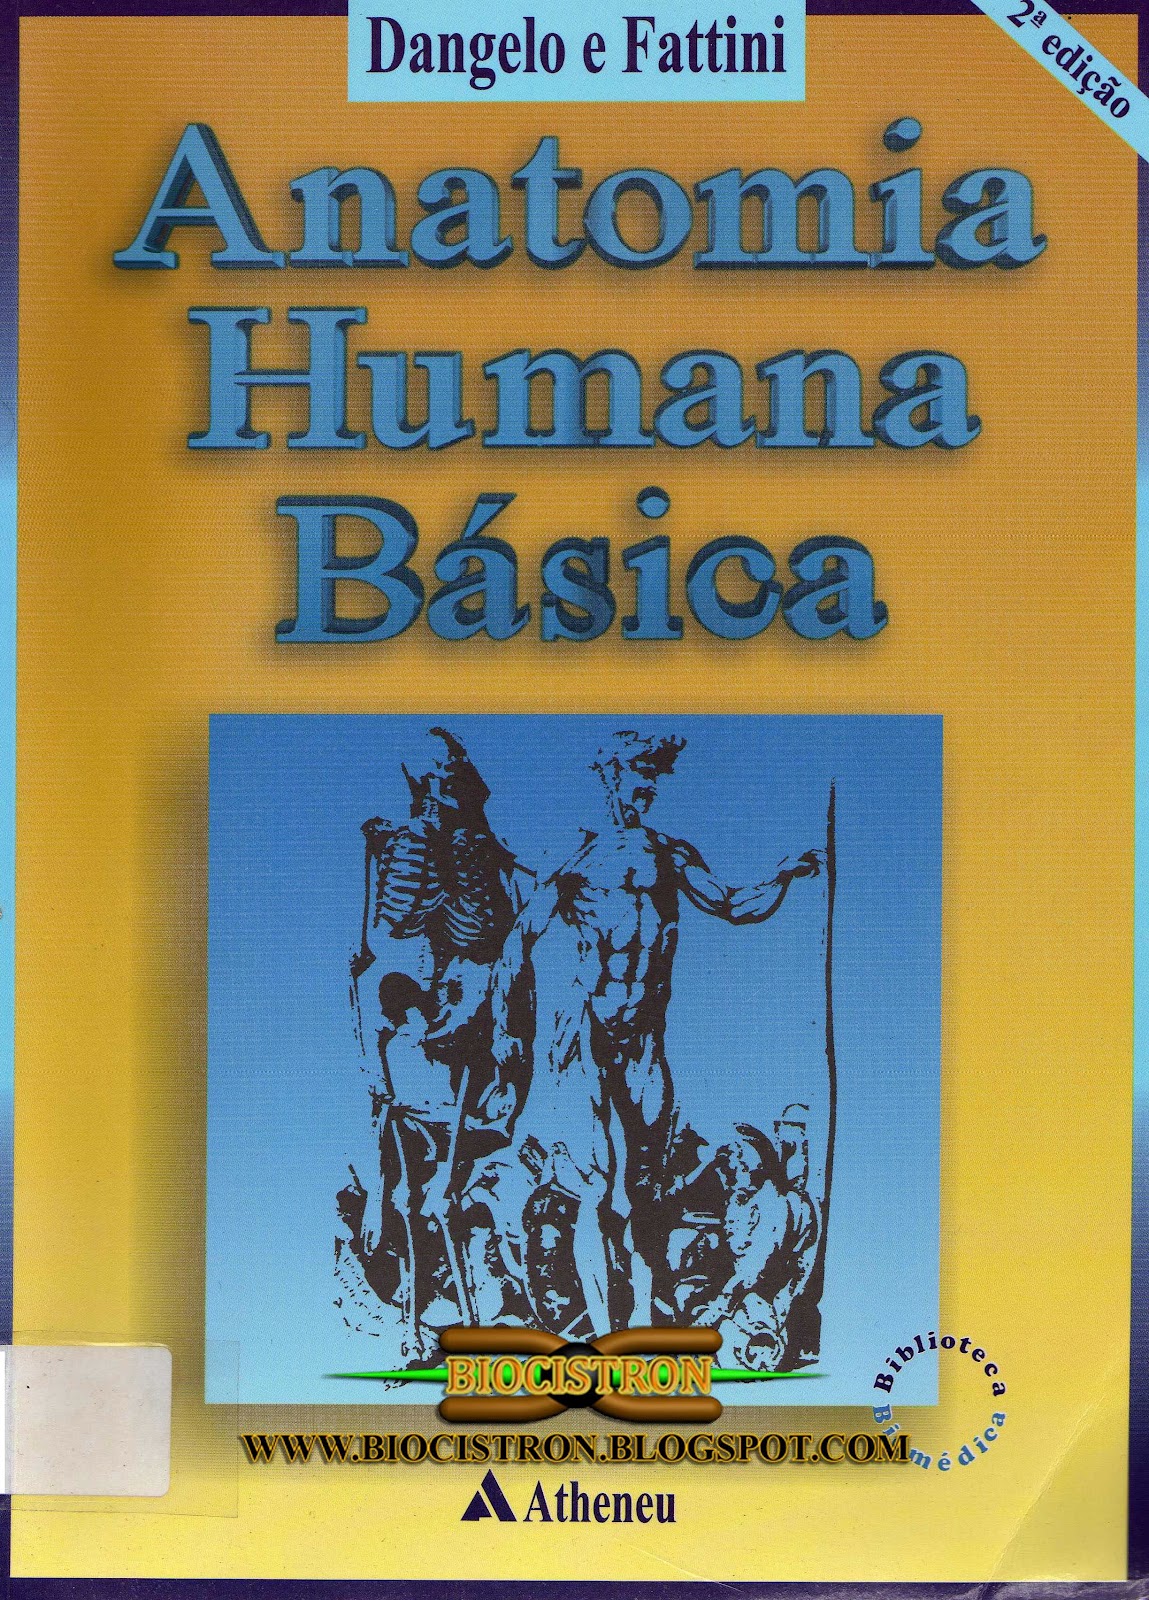 Dangelo e Fattini
2ª edição
Anatomia
Humana
Básica
BIOCISTRON
WWW.BIOCISTRON.BLOGSPOT.COM
Biblioteca
Biomédica
Atheneu